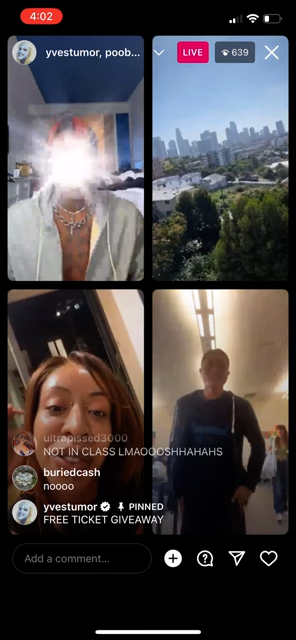 4:02
yvestumor, poob...
LIVE
639
ultrapissed3000
NOT IN CLASS LMAOOOSHHAHAHS
buriedcash
noooo
yvestumor PINNED
FREE TICKET GIVEAWAY
Add a comment...